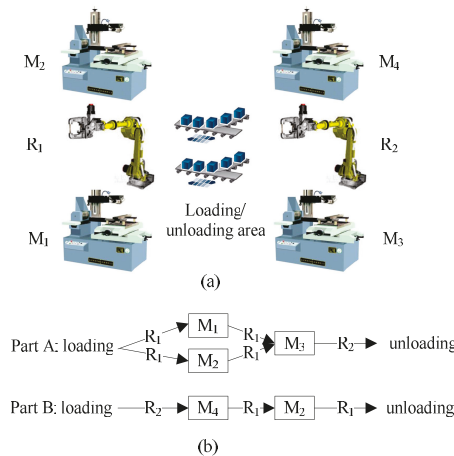 M2
M4
R1
R2
Loading/
unloading area
M1
M3
(a)
R1
M1
R1
Part A: loading
M3
R2
unloading
R1
M2
R1
Part B: loading
R2
M4
R1
M2
R1
unloading
(b)